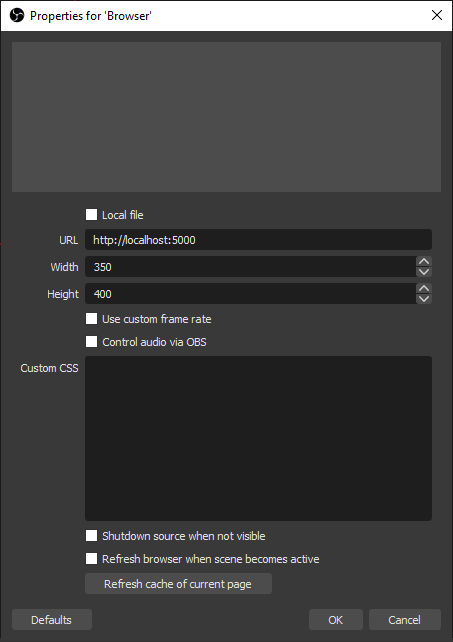 Properties for 'Browser'
Local file
URL http://localhost:5000
Width 350
Height 400
Use custom frame rate
Control audio via OBS
Custom CSS
Shutdown source when not visible
Refresh browser when scene becomes active
Refresh cache of current page
Defaults OK Cancel